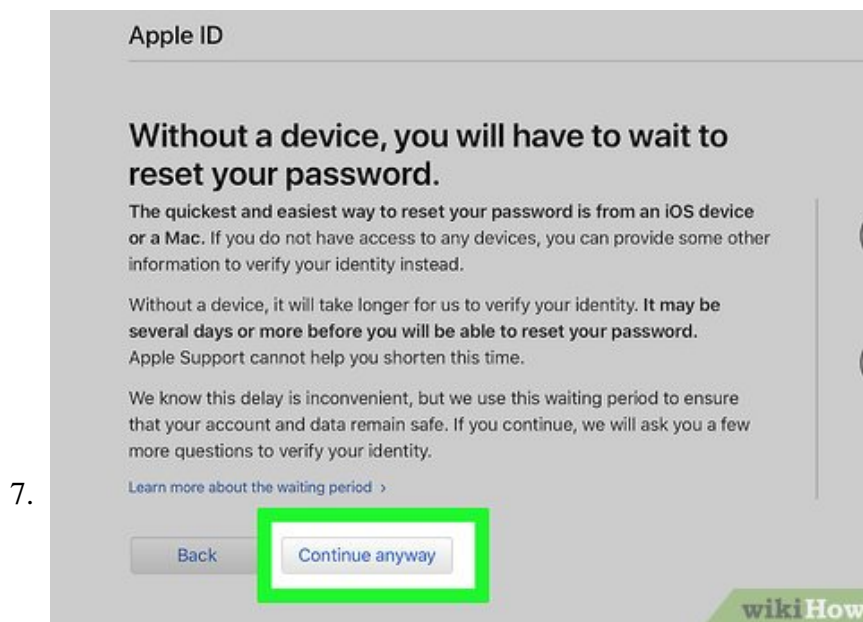 Apple ID
Without a device, you will have to wait to
reset your password.
The quickest and easiest way to reset your password is from an iOS device
or a Mac. If you do not have access to any devices, you can provide some other
information to verify your identity instead.
Without a device, it will take longer for us to verify your identity. It may be
several days or more before you will be able to reset your password.
Apple Support cannot help you shorten this time.
We know this delay is inconvenient, but we use this waiting period to ensure
that your account and data remain safe. If you continue, we will ask you a few
more questions to verify your identity.
Learn more about the waiting period >
7.
Back Continue anyway
wikiHow